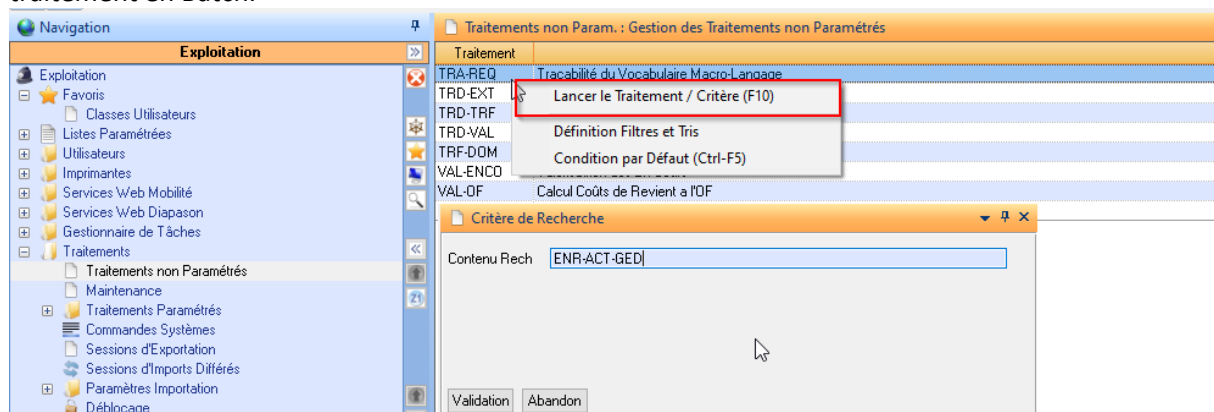 traitement en Batch.
Navigation
Exploitation
Exploitation
Favoris
Classes Utilisateurs
Listes Paramétrées
Utilisateurs
Imprimantes
Services Web Mobilité
Services Web Diapason
Gestionnaire de Tâches
Traitements
Traitements non Paramétrés
Maintenance
Traitements Paramétrés
Commandes Systèmes
Sessions d'Exportation
Sessions d'Imports Différés
Paramètres Importation
Déblocage
Traitements non Param. : Gestion des Traitements non Paramétrés
Traitement
TRA-REQ Tracabilité du Vocabulaire Macro-Langage
TRD-EXT
TRD-TRF
TRD-VAL
TRF-DOM
VAL-ENCO
VAL-OF Calcul Coûts de Revient a l'OF
Lancer le Traitement / Critère (F10)
Définition Filtres et Tris
Condition par Défaut (Ctrl-F5)
Critère de Recherche
Contenu Rech ENR-ACT-GED
Validation Abandon